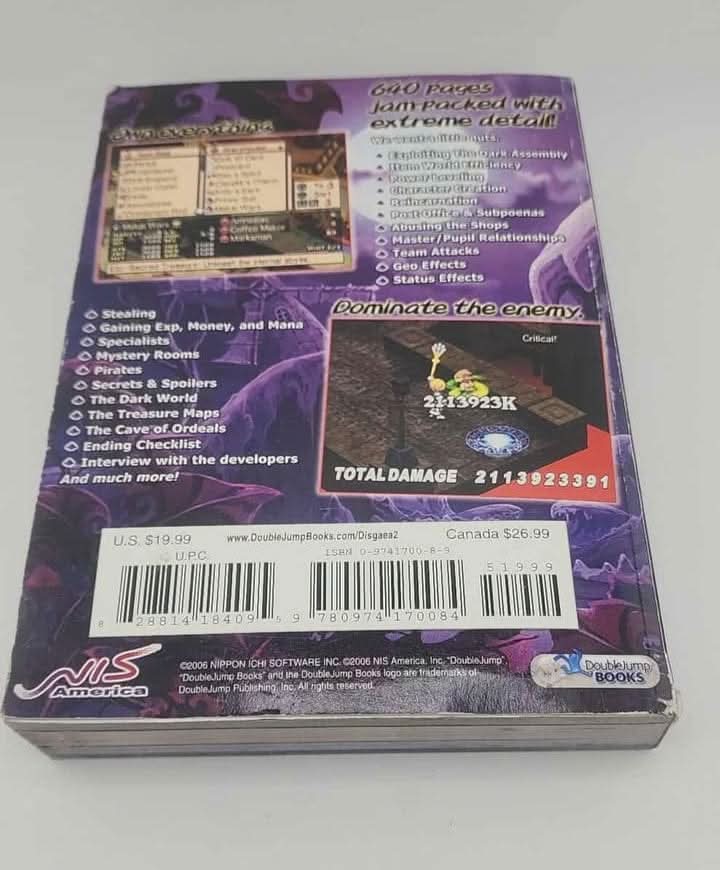 640 pages
jam-packed with
extreme detail!
We went a little nuts.
Own everything.
Exploiting the Dark Assembly
Item World Efficiency
Power Leveling
Character Creation
Reincarnation
Post Office & Subpoenas
Abusing the Shops
Master/Pupil Relationships
Team Attacks
Geo Effects
Status Effects
Stealing
Gaining Exp, Money, and Mana
Specialists
Mystery Rooms
Pirates
Secrets & Spoilers
The Dark World
The Treasure Maps
The Cave of Ordeals
Ending Checklist
Interview with the developers
And much more!
Dominate the enemy.
Critical!
2113923K
TOTAL DAMAGE 2113923391
U.S. $19.99 www.DoubleJumpBooks.com/Disgaea2 Canada $26.99
U.P.C. ISBN 0-9741700-8-9
51999
8 28814 18409 5 9 780974 170084
NIS
America
©2006 NIPPON ICHI SOFTWARE INC. ©2006 NIS America, Inc. "DoubleJump"
"DoubleJump Books" and the DoubleJump Books logo are trademarks of
DoubleJump Publishing, Inc. All rights reserved.
DoubleJump
BOOKS